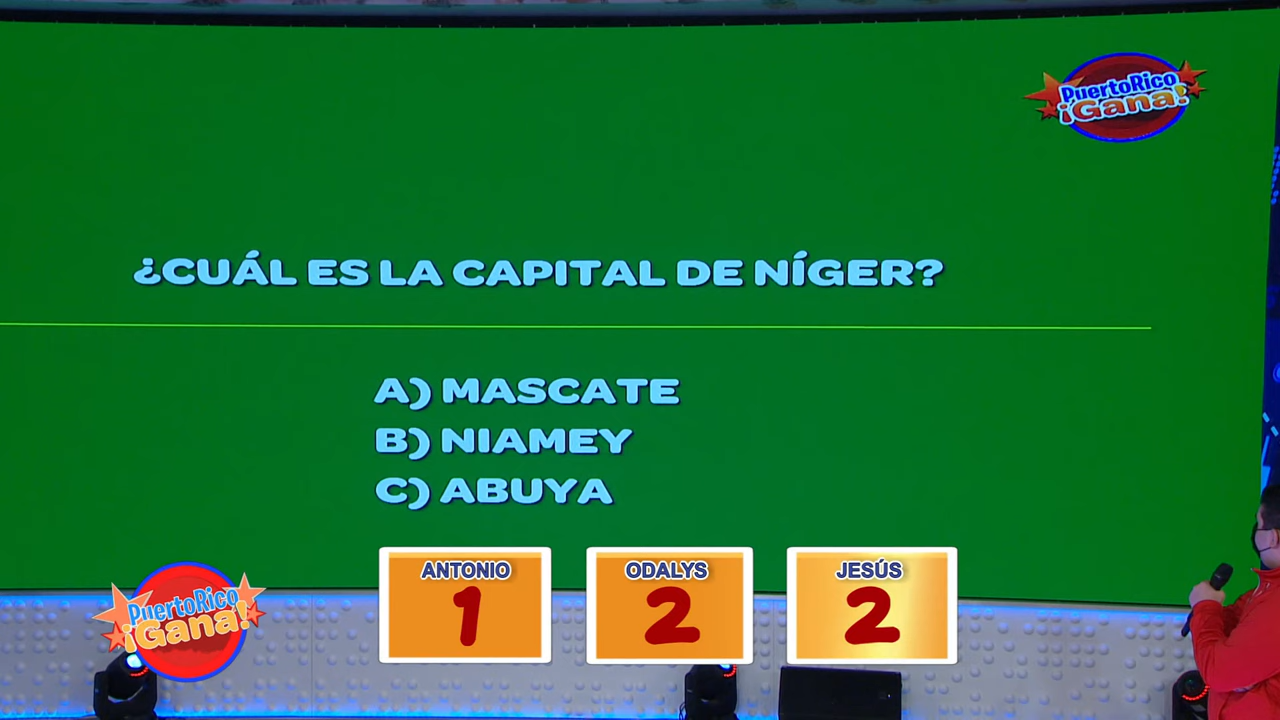 PuertoRico
¡Gana!
¿CUÁL ES LA CAPITAL DE NÍGER?
A) MASCATE
B) NIAMEY
C) ABUYA
ANTONIO
1
ODALYS
2
JESÚS
2
PuertoRico
¡Gana!